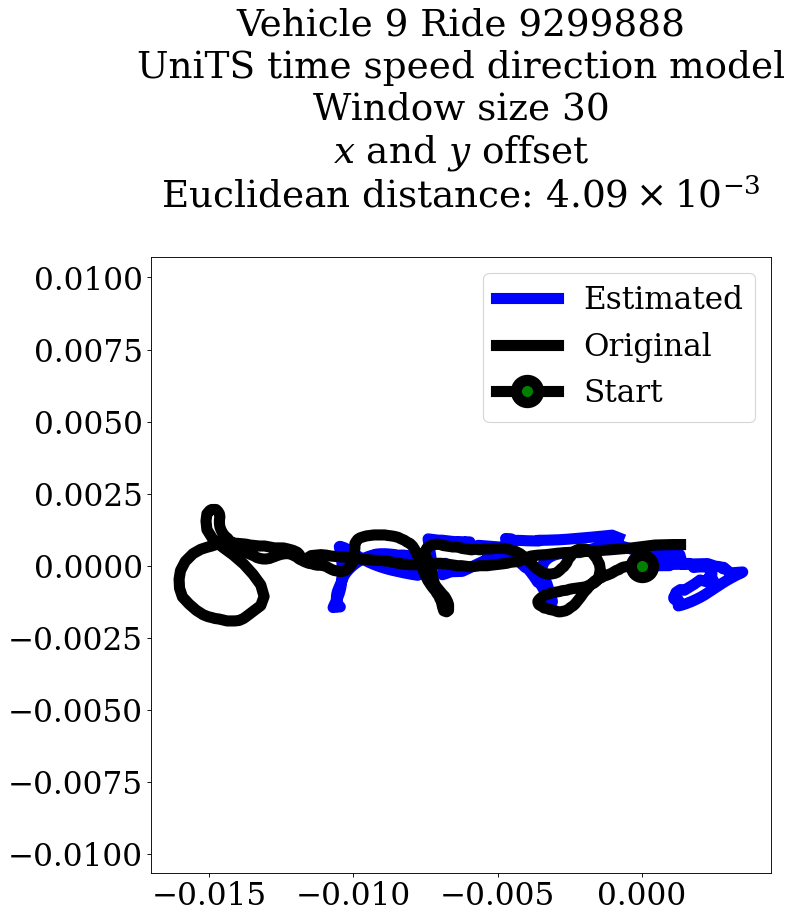 Vehicle 9 Ride 9299888
UniTS time speed direction model
Window size 30
x and y offset
Euclidean distance: 4.09 × 10⁻³
Estimated
Original
Start
0.0100
0.0075
0.0050
0.0025
0.0000
−0.0025
−0.0050
−0.0075
−0.0100
−0.015 −0.010 −0.005 0.000